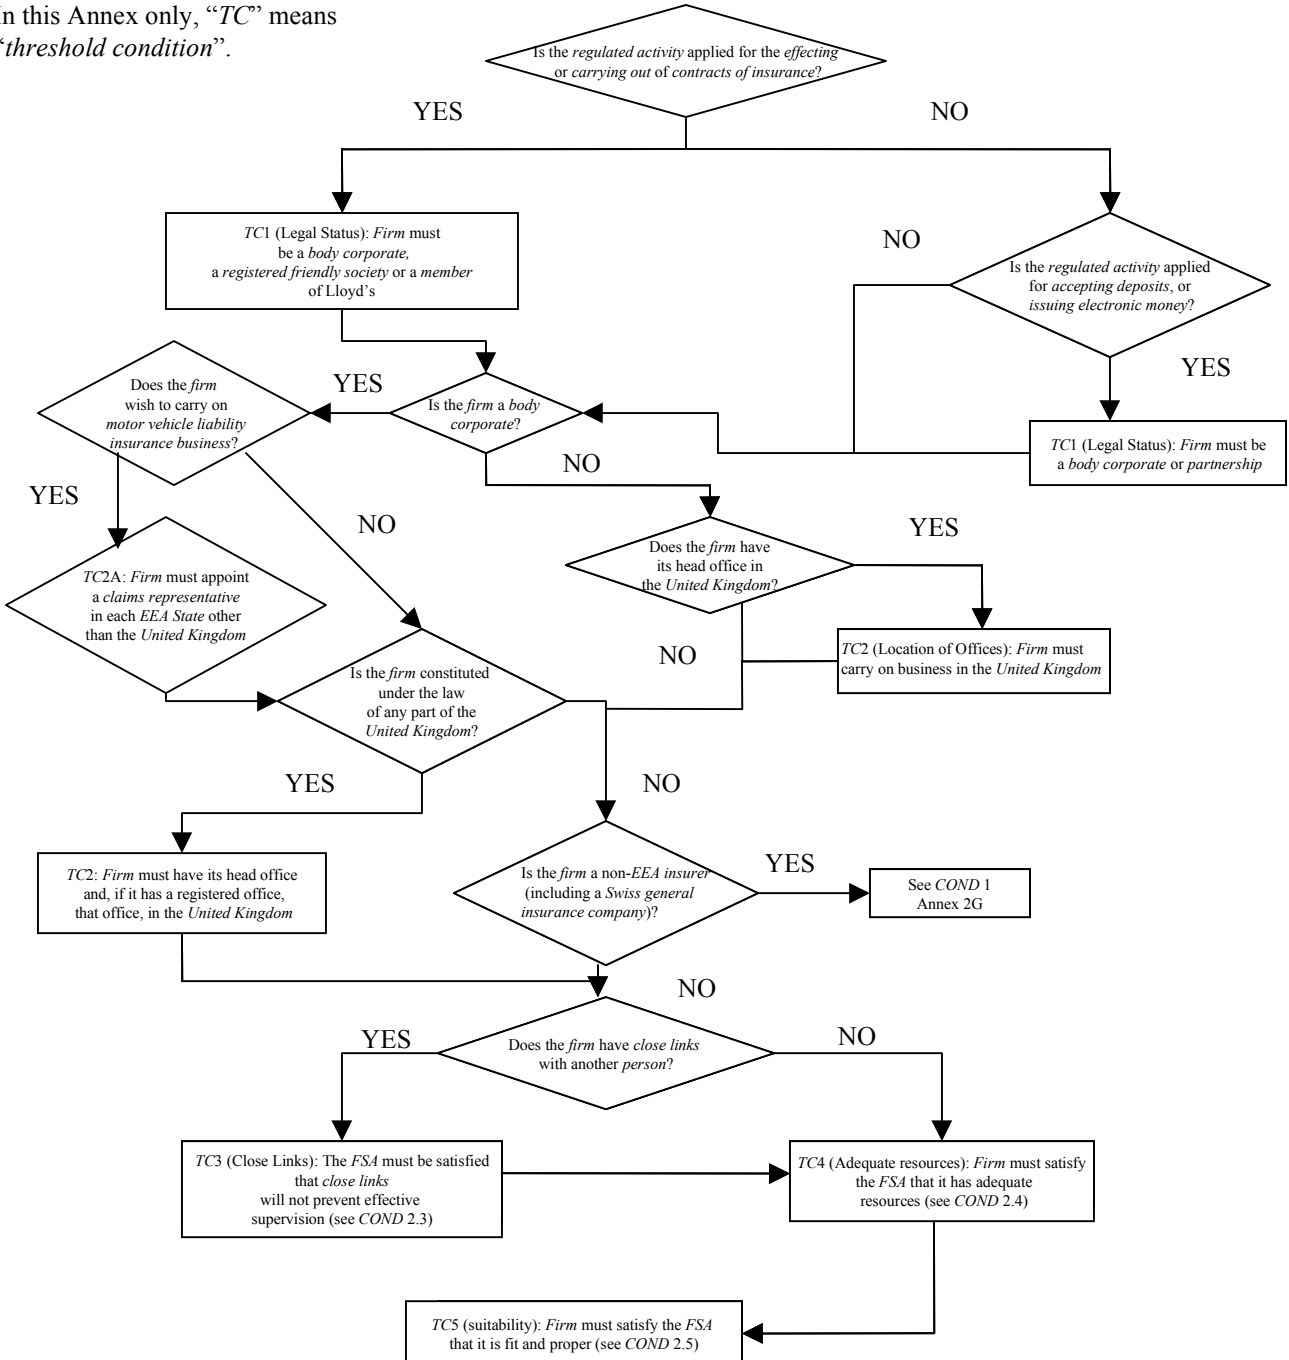 In this Annex only, “TC” means
“threshold condition”.
Is the regulated activity applied for the effecting
or carrying out of contracts of insurance?
YES
NO
TC1 (Legal Status): Firm must
be a body corporate,
a registered friendly society or a member
of Lloyd’s
NO
Is the regulated activity applied
for accepting deposits, or
issuing electronic money?
YES
Does the firm
wish to carry on
motor vehicle liability
insurance business?
YES
Is the firm a body
corporate?
TC1 (Legal Status): Firm must be
a body corporate or partnership
NO
YES
NO
Does the firm have
its head office in
the United Kingdom?
YES
TC2A: Firm must appoint
a claims representative
in each EEA State other
than the United Kingdom
NO
TC2 (Location of Offices): Firm must
carry on business in the United Kingdom
Is the firm constituted
under the law
of any part of the
United Kingdom?
YES
NO
TC2: Firm must have its head office
and, if it has a registered office,
that office, in the United Kingdom
Is the firm a non-EEA insurer
(including a Swiss general
insurance company)?
YES
See COND 1
Annex 2G
NO
YES
Does the firm have close links
with another person?
NO
TC3 (Close Links): The FSA must be satisfied
that close links
will not prevent effective
supervision (see COND 2.3)
TC4 (Adequate resources): Firm must satisfy
the FSA that it has adequate
resources (see COND 2.4)
TC5 (suitability): Firm must satisfy the FSA
that it is fit and proper (see COND 2.5)